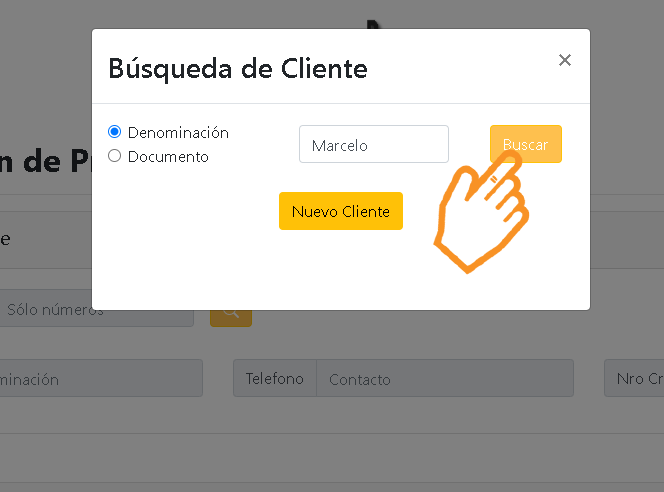 Búsqueda de Cliente
×
Denominación
Marcelo
Buscar
Documento
n de P
Nuevo Cliente
e
Sólo números
minación
Telefono
Contacto
Nro Cr